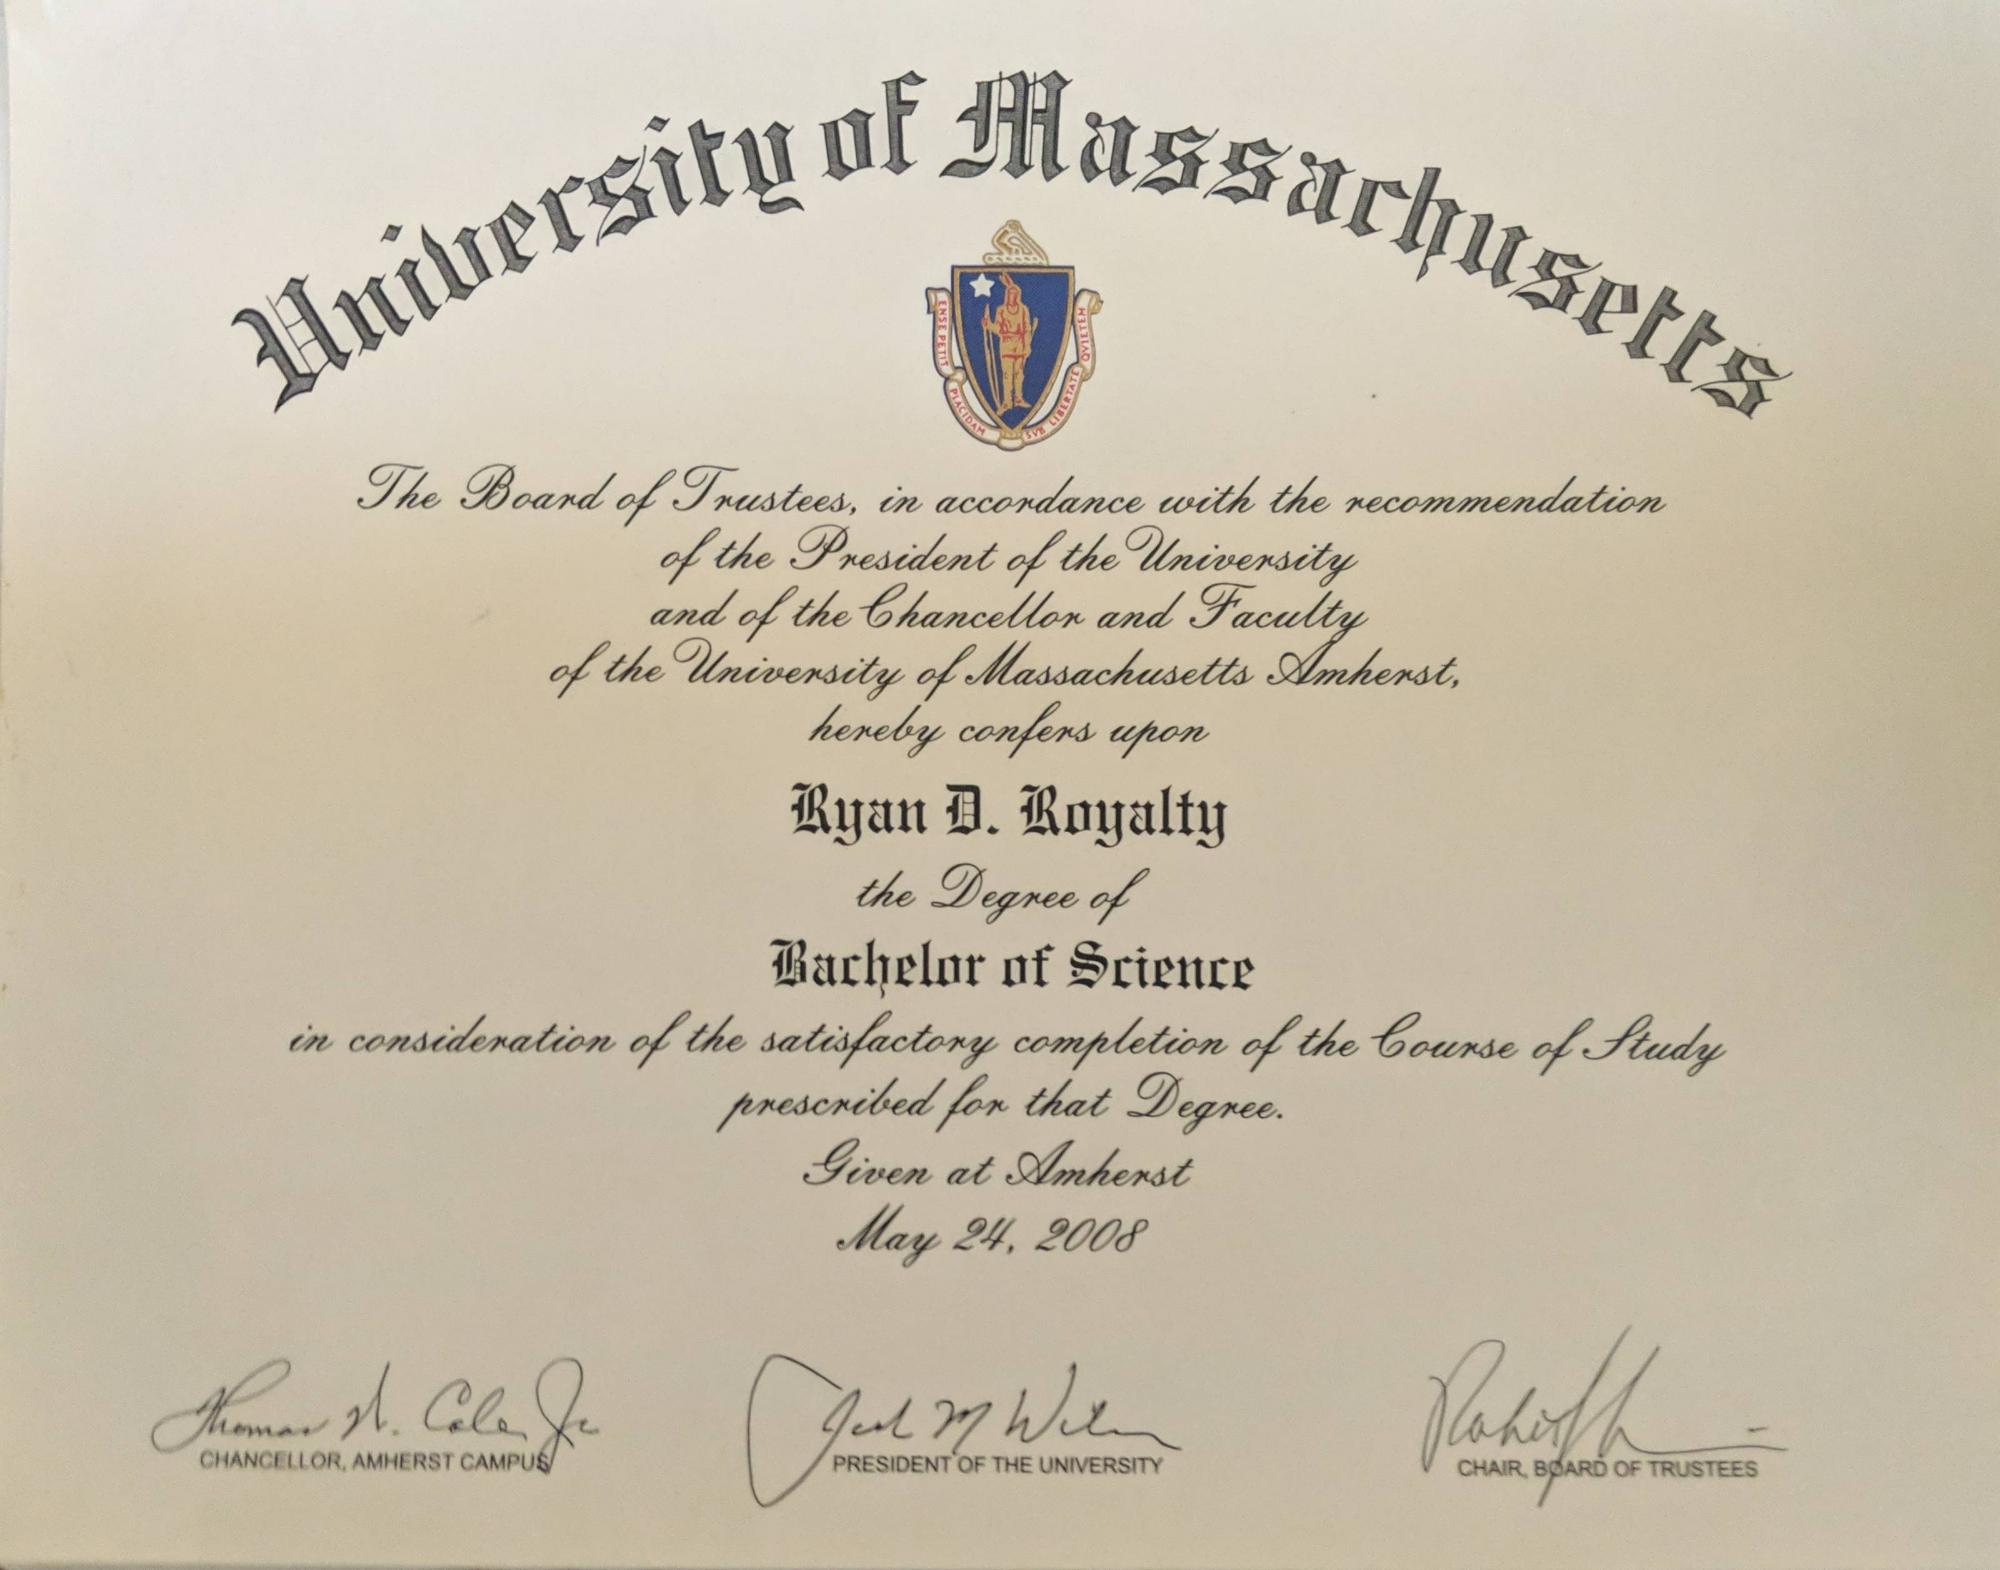 University of Massachusetts
ENSE PETIT PLACIDAM SVB LIBERTATE QVIETEM
The Board of Trustees, in accordance with the recommendation
of the President of the University
and of the Chancellor and Faculty
of the University of Massachusetts Amherst,
hereby confers upon
Ryan D. Royalty
the Degree of
Bachelor of Science
in consideration of the satisfactory completion of the Course of Study
prescribed for that Degree.
Given at Amherst
May 24, 2008
Thomas W. Cole, Jr.
CHANCELLOR, AMHERST CAMPUS
Jack M Wilson
PRESIDENT OF THE UNIVERSITY
CHAIR, BOARD OF TRUSTEES